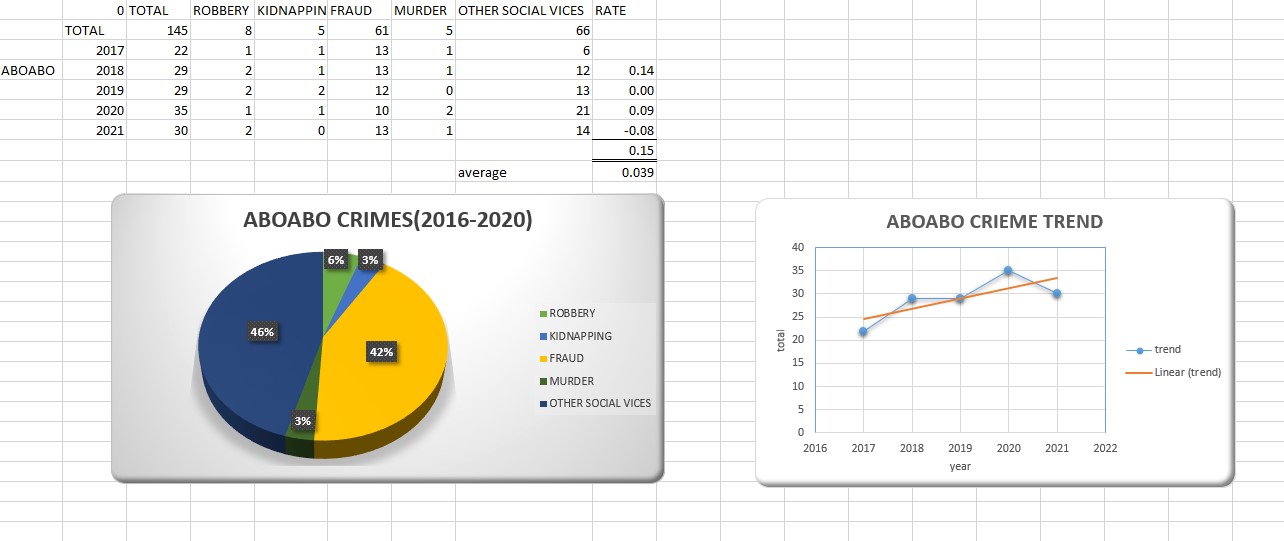 0 TOTAL ROBBERY KIDNAPPIN FRAUD MURDER OTHER SOCIAL VICES RATE
TOTAL 145 8 5 61 5 66
2017 22 1 1 13 1 6
ABOABO 2018 29 2 1 13 1 12 0.14
2019 29 2 2 12 0 13 0.00
2020 35 1 1 10 2 21 0.09
2021 30 2 0 13 1 14 -0.08
0.15
average 0.039
ABOABO CRIMES(2016-2020)
6% 3%
46%
42%
3%
ROBBERY
KIDNAPPING
FRAUD
MURDER
OTHER SOCIAL VICES
ABOABO CRIEME TREND
40
35
30
25
20
15
10
5
0
total
2016 2017 2018 2019 2020 2021 2022
year
trend
Linear (trend)